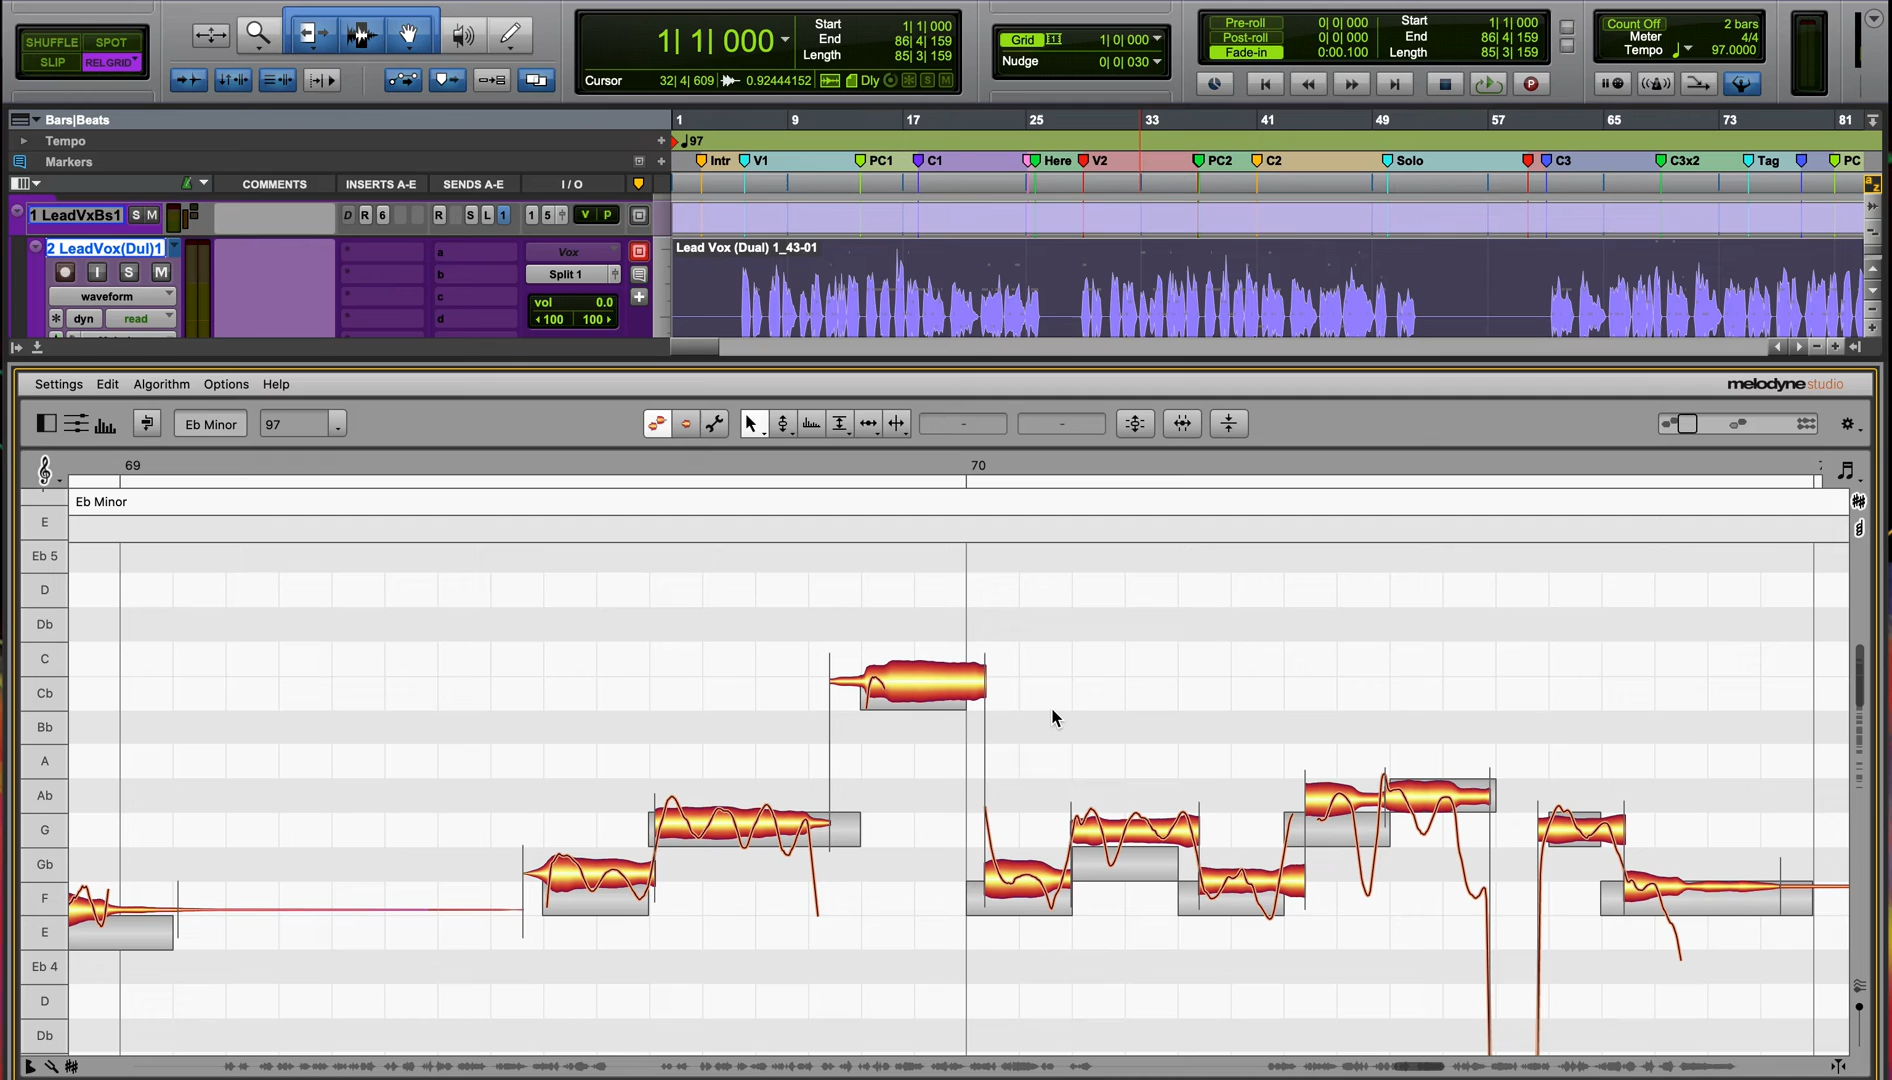 SHUFFLE SPOT
SLIP RELGRID
1| 1| 000
Start 1| 1| 000
End 86| 4| 159
Length 85| 3| 159
Cursor 32| 4| 609 0.92444152 Dly S M
Grid 1| 0| 000
Nudge 0| 0| 030
Pre-roll 0| 0| 000
Post-roll 0| 0| 000
Fade-in 0:00.100
Start 1| 1| 000
End 86| 4| 159
Length 85| 3| 159
Count Off 2 bars
Meter 4/4
Tempo 97.0000
P
Bars|Beats 1 9 17 25 33 41 49 57 65 73 81
Tempo 97
Markers Intr V1 PC1 C1 Here V2 PC2 C2 Solo C3 C3x2 Tag PC
COMMENTS INSERTS A-E SENDS A-E I / O
1 LeadVxBs1 S M D R 6 R S L 1 1 5 V P
2 LeadVox(Dul)1 a Vox Lead Vox (Dual) 1_43-01
I S M b Split 1
waveform c vol 0.0
dyn read d 100 100
Settings Edit Algorithm Options Help melodyne studio
Eb Minor 97 - -
69 70
Eb Minor
E
Eb 5
D
Db
C
Cb
Bb
A
Ab
G
Gb
F
E
Eb 4
D
Db